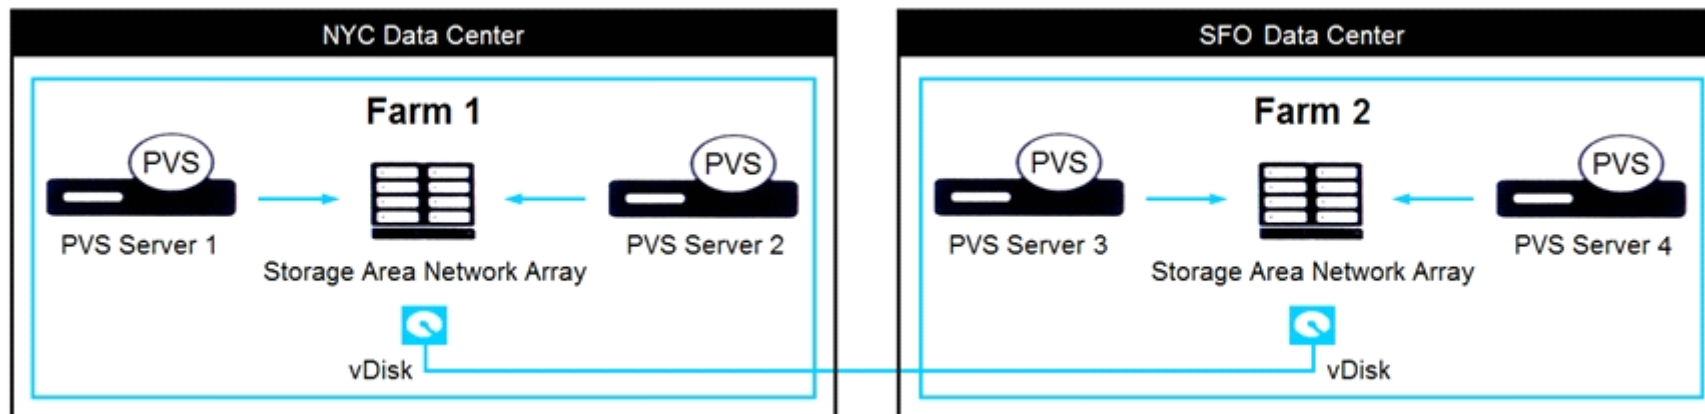 NYC Data Center
Farm 1
PVS
PVS
PVS Server 1
PVS Server 2
Storage Area Network Array
vDisk
SFO Data Center
Farm 2
PVS
PVS
PVS Server 3
PVS Server 4
Storage Area Network Array
vDisk